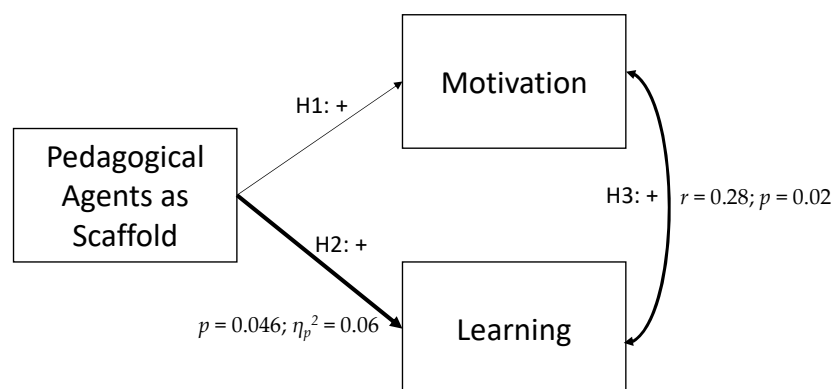 Motivation
H1: +
Pedagogical
Agents as
Scaffold
H3: +
r = 0.28; p = 0.02
H2: +
p = 0.046; ηp² = 0.06
Learning